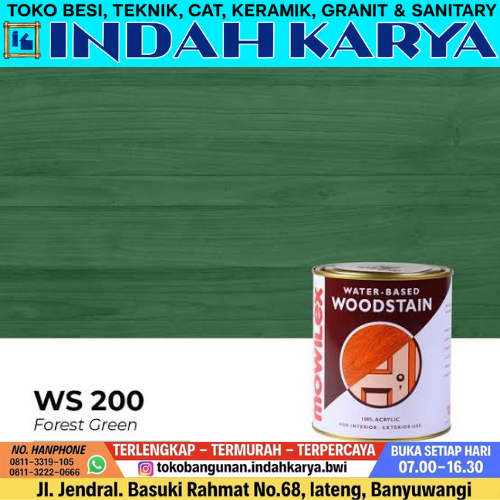 TOKO BESI, TEKNIK, CAT, KERAMIK, GRANIT & SANITARY
INDAH KARYA
WATER-BASED
WOODSTAIN
mowilex
100% ACRYLIC
FOR INTERIOR - EXTERIOR USE
WS 200
Forest Green
NO. HANPHONE
0811-3319-105
0811-3222-0666
TERLENGKAP – TERMURAH – TERPERCAYA
tokobangunan.indahkarya.bwi
BUKA SETIAP HARI
07.00-16.30
Jl. Jendral. Basuki Rahmat No.68, lateng, Banyuwangi